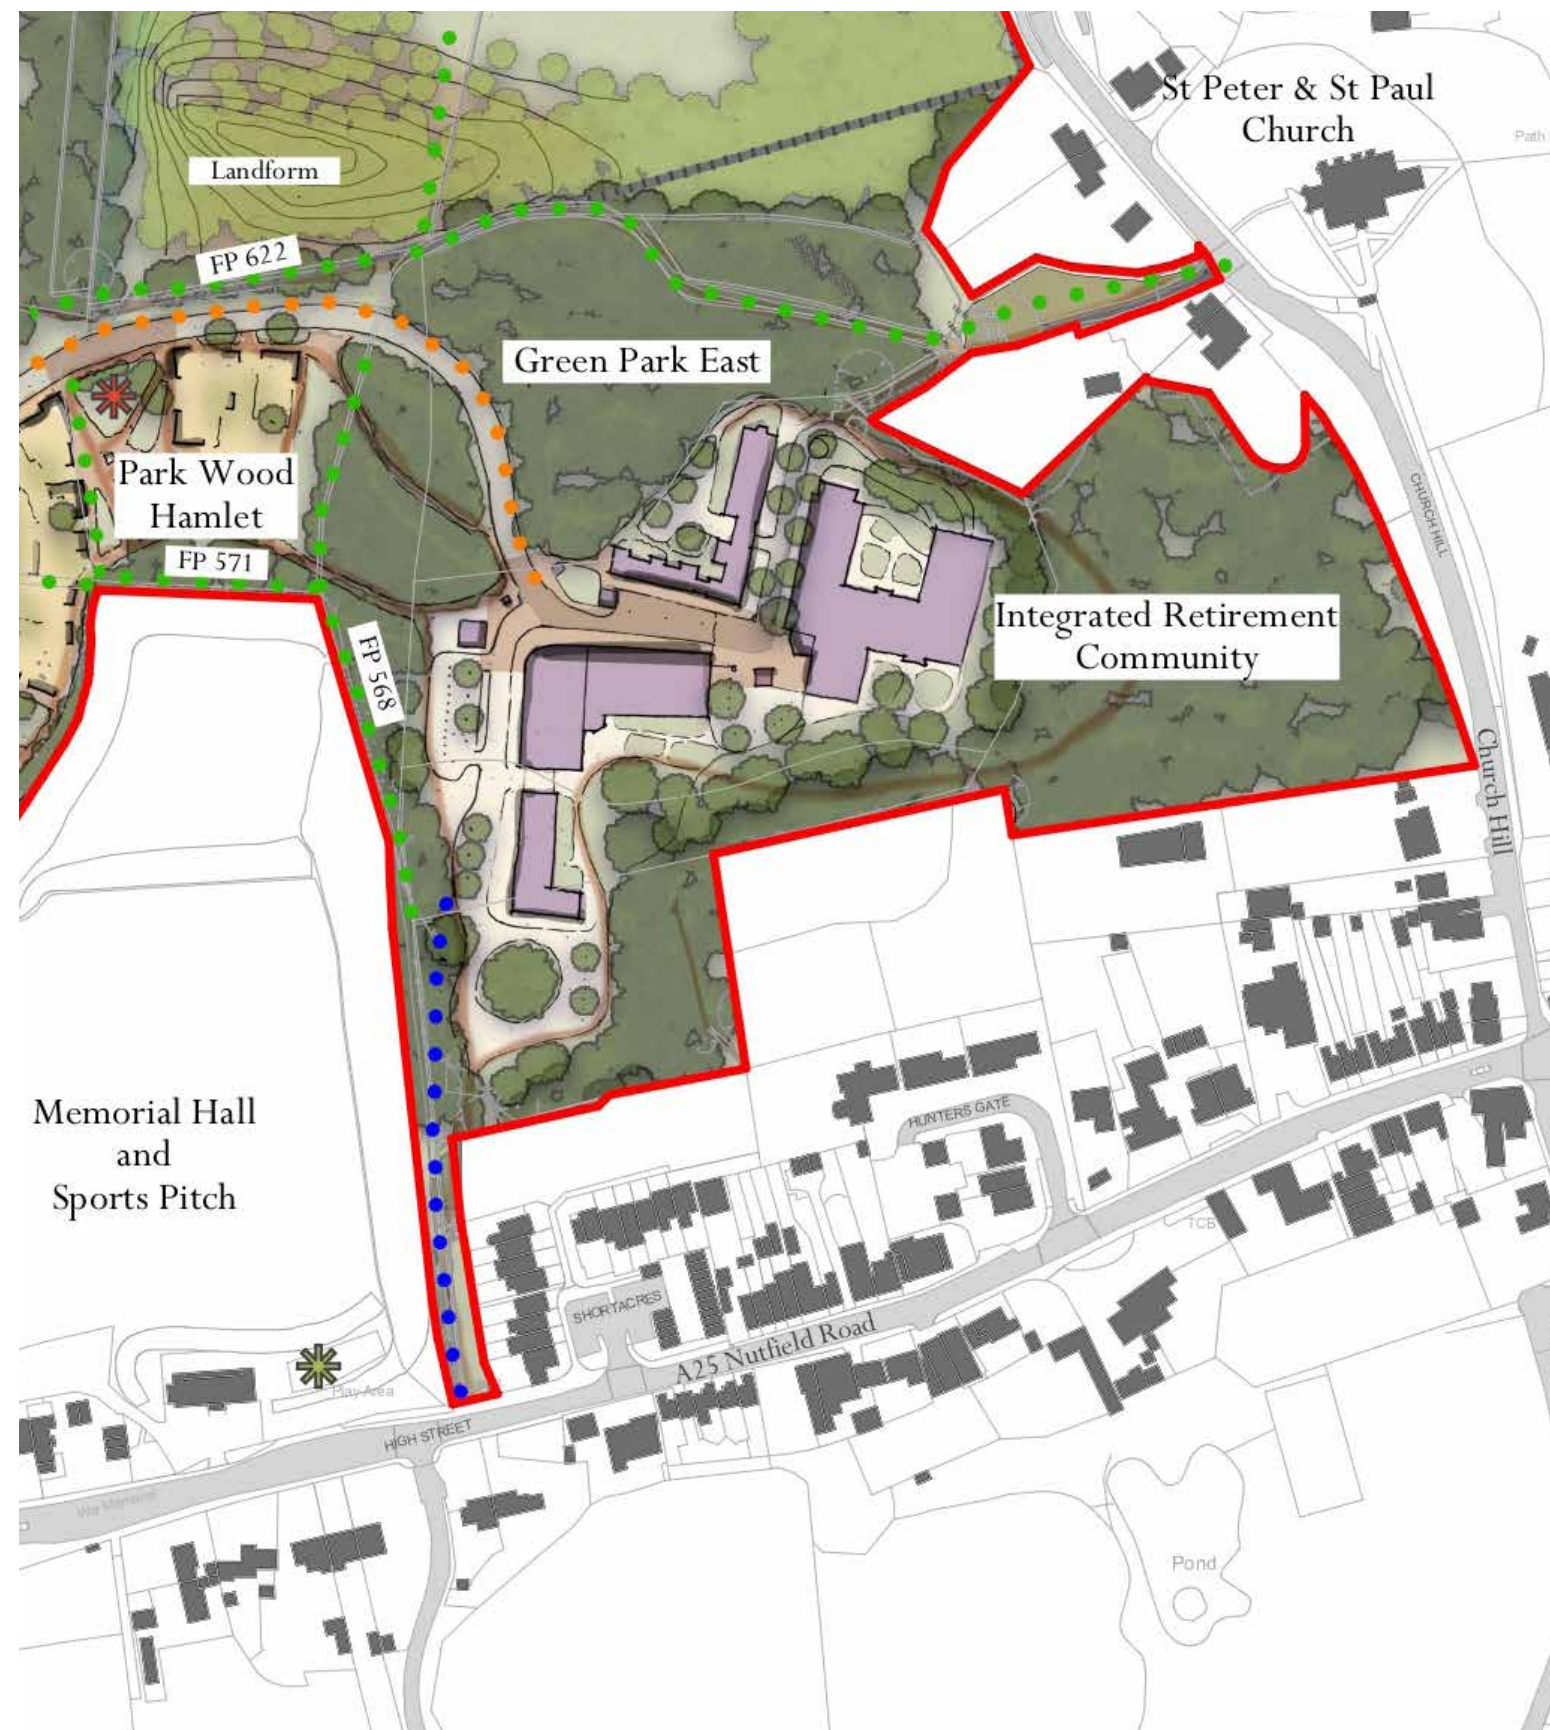 St Peter & St Paul
Church
Path
Landform
FP 622
Green Park East
Park Wood
Hamlet
FP 571
CHURCH HILL
Integrated Retirement
Community
FP 568
Church Hill
Memorial Hall
and
Sports Pitch
HUNTERS GATE
TCB
SHORTACRES
A25 Nutfield Road
Play Area
HIGH STREET
War Memorial
Pond